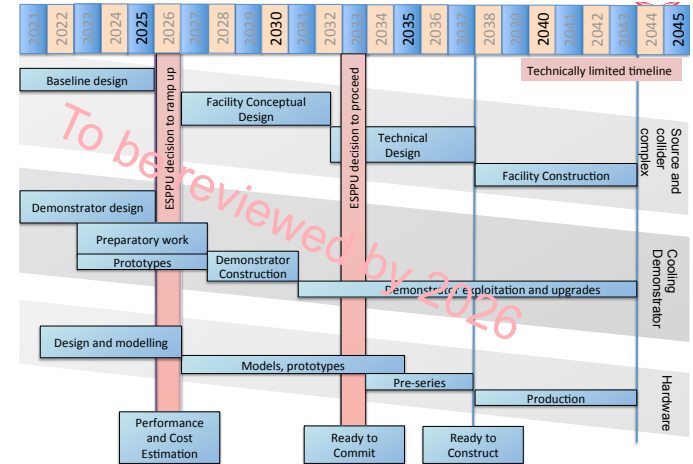 2021 2022 2023 2024 2025 2026 2027 2028 2029 2030 2031 2032 2033 2034 2035 2036 2037 2038 2039 2040 2041 2042 2043 2044 2045
Technically limited timeline
Baseline design
ESPPU decision to ramp up
Facility Conceptual
Design
ESPPU decision to proceed
Technical
Design
Facility Construction
Source and
collider
complex
To be reviewed by 2026
Demonstrator design
Preparatory work
Prototypes
Demonstrator
Construction
Demonstrator exploitation and upgrades
Cooling
Demonstrator
Design and modelling
Models, prototypes
Pre-series
Production
Hardware
Performance
and Cost
Estimation
Ready to
Commit
Ready to
Construct